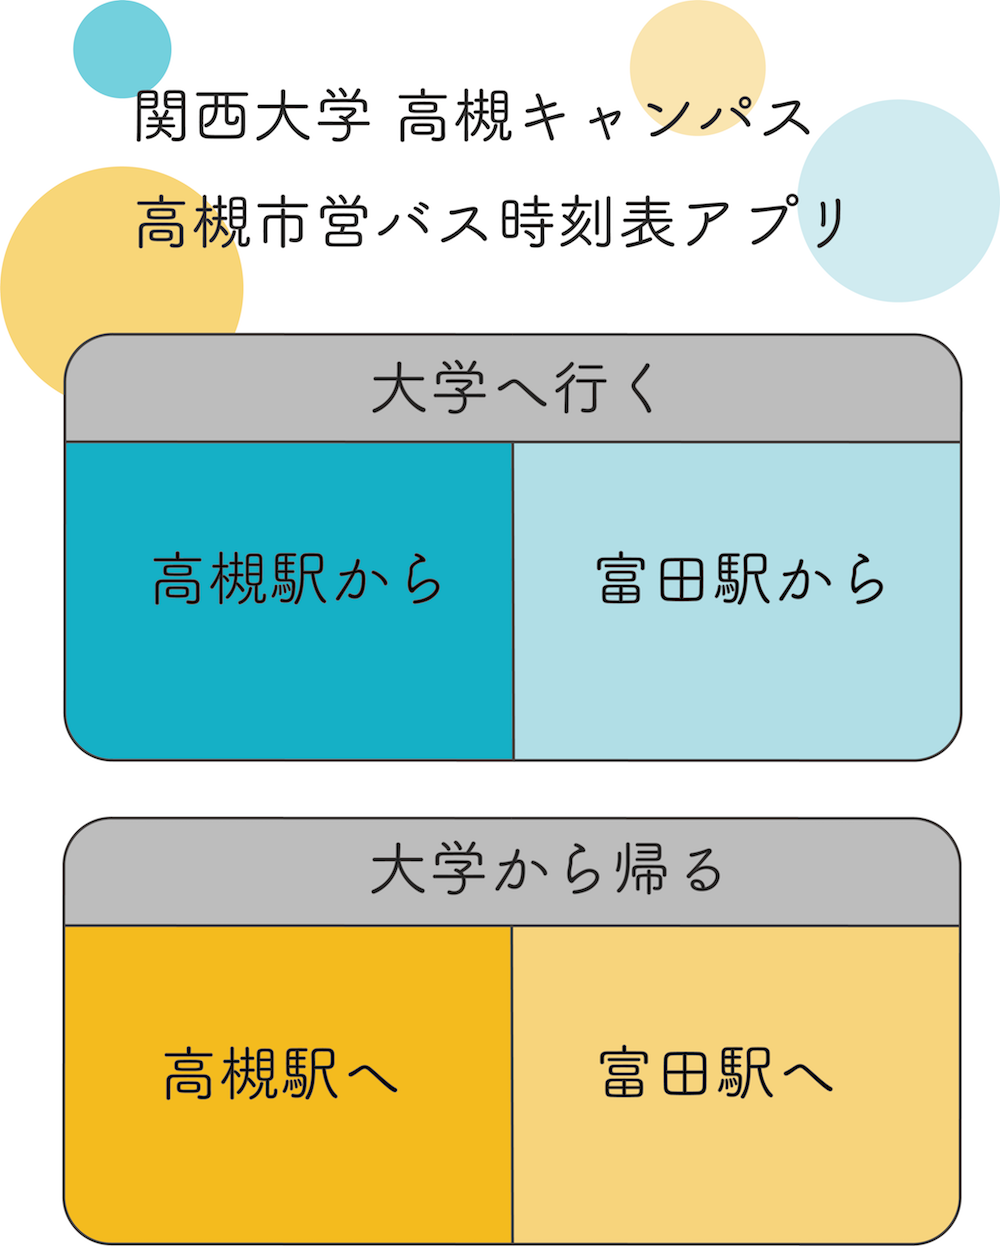 関西大学 高槻キャンパス
高槻市営バス時刻表アプリ
大学へ行く
高槻駅から
富田駅から
大学から帰る
高槻駅へ
富田駅へ